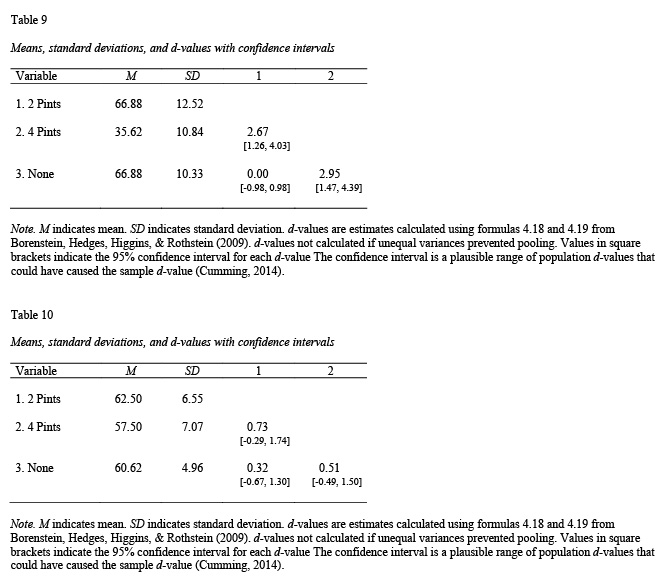 Table 9
Means, standard deviations, and d-values with confidence intervals
Variable M SD 1 2
1. 2 Pints 66.88 12.52
2. 4 Pints 35.62 10.84 2.67
[1.26, 4.03]
3. None 66.88 10.33 0.00 2.95
[-0.98, 0.98] [1.47, 4.39]
Note. M indicates mean. SD indicates standard deviation. d-values are estimates calculated using formulas 4.18 and 4.19 from
Borenstein, Hedges, Higgins, & Rothstein (2009). d-values not calculated if unequal variances prevented pooling. Values in square
brackets indicate the 95% confidence interval for each d-value The confidence interval is a plausible range of population d-values that
could have caused the sample d-value (Cumming, 2014).
Table 10
Means, standard deviations, and d-values with confidence intervals
Variable M SD 1 2
1. 2 Pints 62.50 6.55
2. 4 Pints 57.50 7.07 0.73
[-0.29, 1.74]
3. None 60.62 4.96 0.32 0.51
[-0.67, 1.30] [-0.49, 1.50]
Note. M indicates mean. SD indicates standard deviation. d-values are estimates calculated using formulas 4.18 and 4.19 from
Borenstein, Hedges, Higgins, & Rothstein (2009). d-values not calculated if unequal variances prevented pooling. Values in square
brackets indicate the 95% confidence interval for each d-value The confidence interval is a plausible range of population d-values that
could have caused the sample d-value (Cumming, 2014).